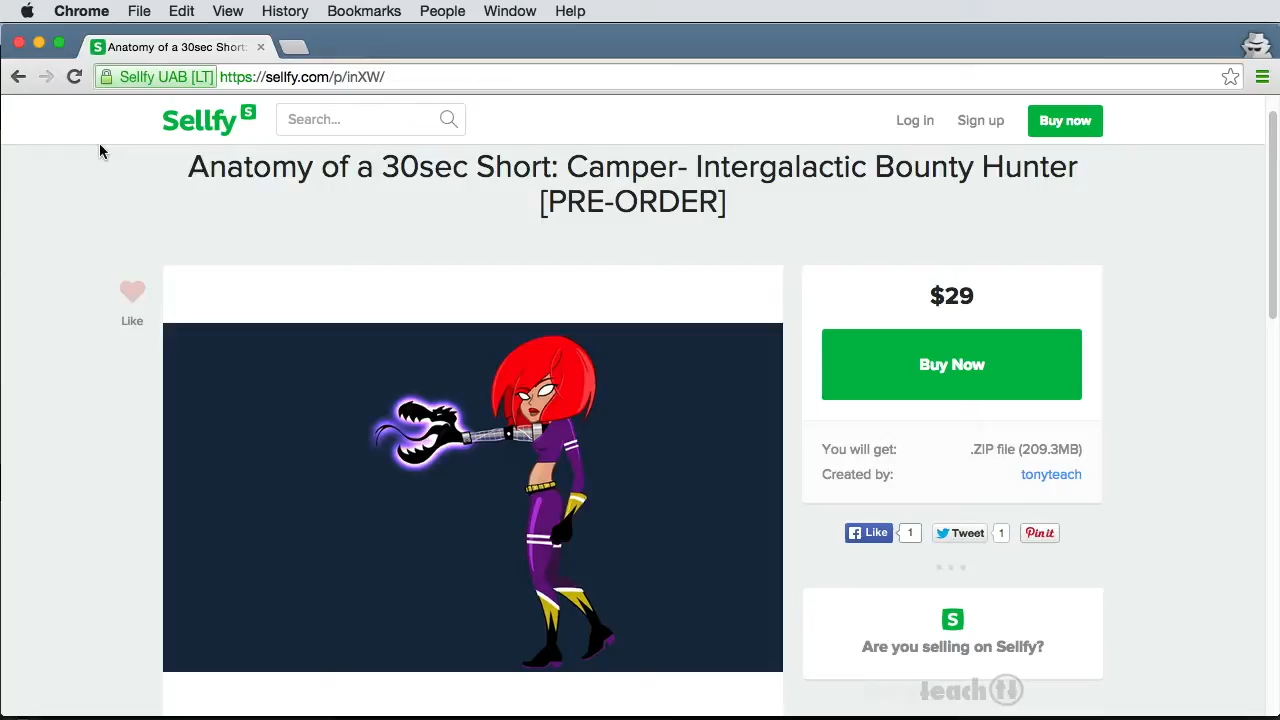 Chrome File Edit View History Bookmarks People Window Help
S Anatomy of a 30sec Short:
Sellfy UAB [LT] https://sellfy.com/p/inXW/
Sellfy S Search... Log in Sign up Buy now
Anatomy of a 30sec Short: Camper- Intergalactic Bounty Hunter
[PRE-ORDER]
Like
$29
Buy Now
You will get: .ZIP file (209.3MB)
Created by: tonyteach
Like 1 Tweet 1 Pin it
S
Are you selling on Sellfy?
teach